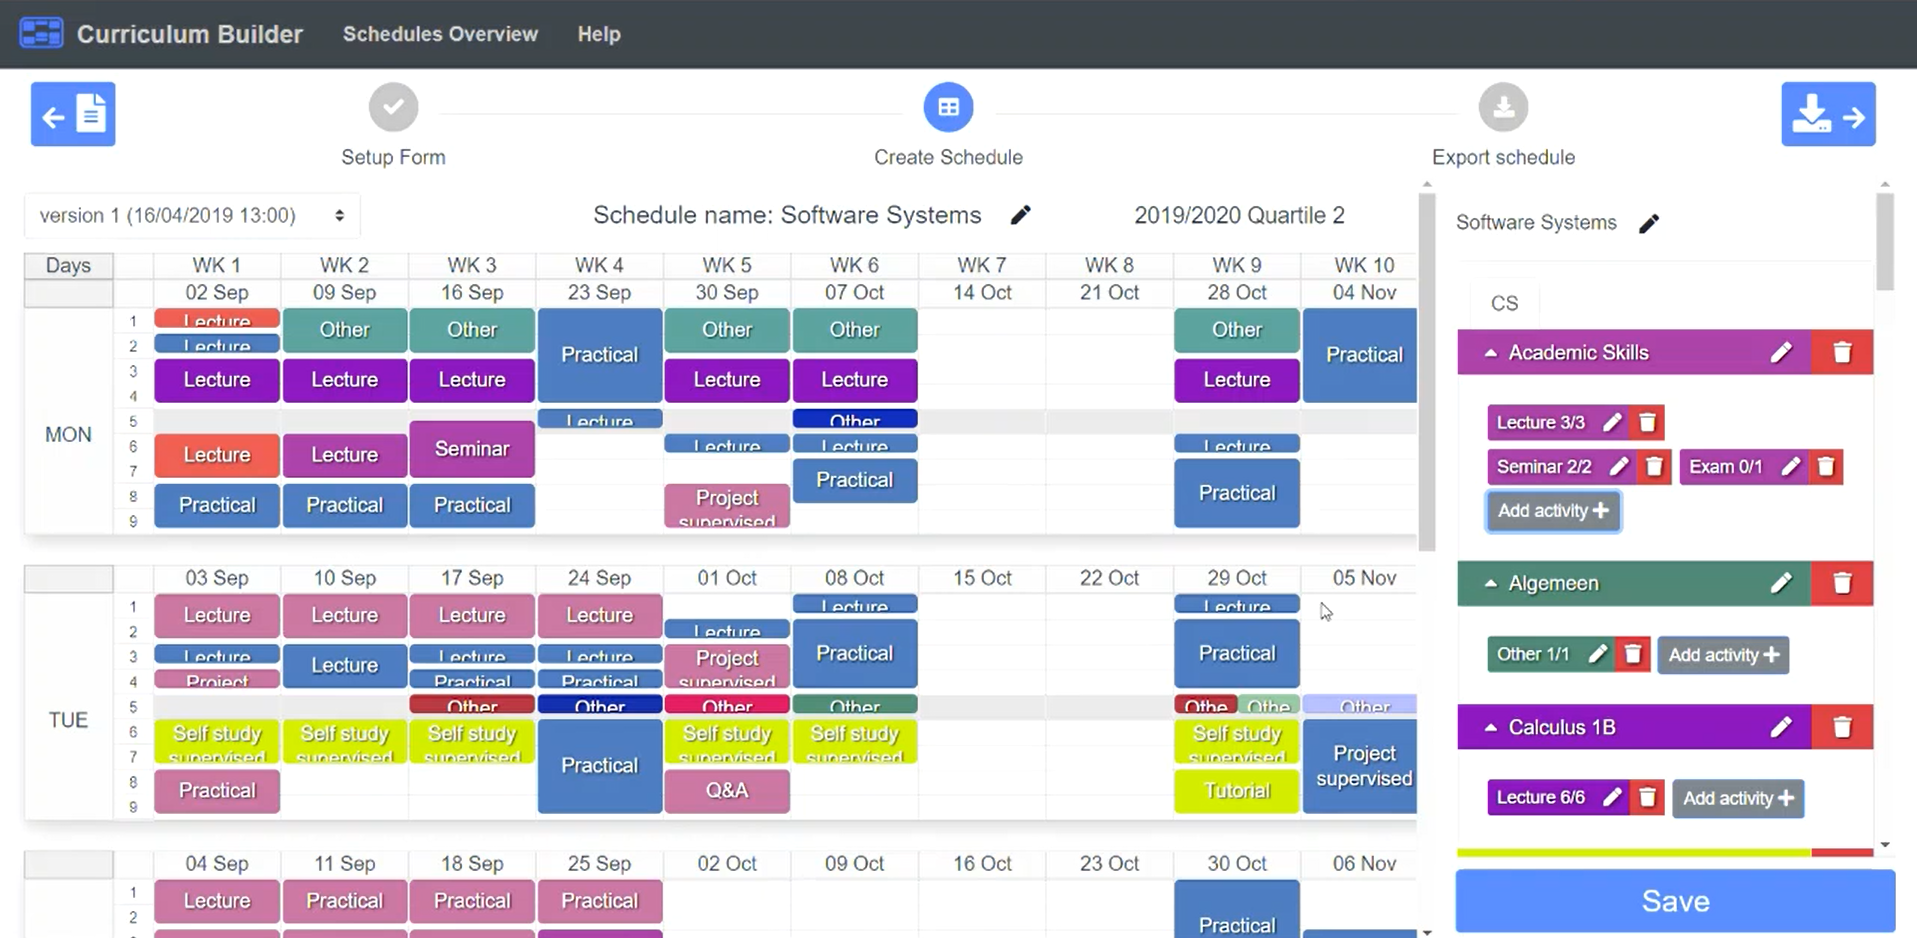 Curriculum Builder Schedules Overview Help
Setup Form Create Schedule Export schedule
version 1 (16/04/2019 13:00) Schedule name: Software Systems 2019/2020 Quartile 2
Days WK 1 WK 2 WK 3 WK 4 WK 5 WK 6 WK 7 WK 8 WK 9 WK 10
02 Sep 09 Sep 16 Sep 23 Sep 30 Sep 07 Oct 14 Oct 21 Oct 28 Oct 04 Nov
MON
1 Lecture Other Other Practical Other Other Other Practical
2 Lecture
3 Lecture Lecture Lecture Lecture Lecture Lecture
4
5 Lecture Other
6 Lecture Lecture Seminar Lecture Lecture Lecture
7 Practical Practical
8 Practical Practical Practical Project supervised
9
TUE
03 Sep 10 Sep 17 Sep 24 Sep 01 Oct 08 Oct 15 Oct 22 Oct 29 Oct 05 Nov
1 Lecture Lecture Lecture Lecture Lecture Lecture
2 Lecture Practical Practical
3 Lecture Lecture Lecture Lecture Project supervised
4 Project Practical Practical
5 Other Other Other Other Othe Othe Other
6 Self study supervised Self study supervised Self study supervised Practical Self study supervised Self study supervised Self study supervised Project supervised
7
8 Practical Q&A Tutorial
9
04 Sep 11 Sep 18 Sep 25 Sep 02 Oct 09 Oct 16 Oct 23 Oct 30 Oct 06 Nov
1 Lecture Practical Practical Practical Practical
2
Software Systems
CS
Academic Skills
Lecture 3/3
Seminar 2/2 Exam 0/1
Add activity
Algemeen
Other 1/1 Add activity
Calculus 1B
Lecture 6/6 Add activity
Save